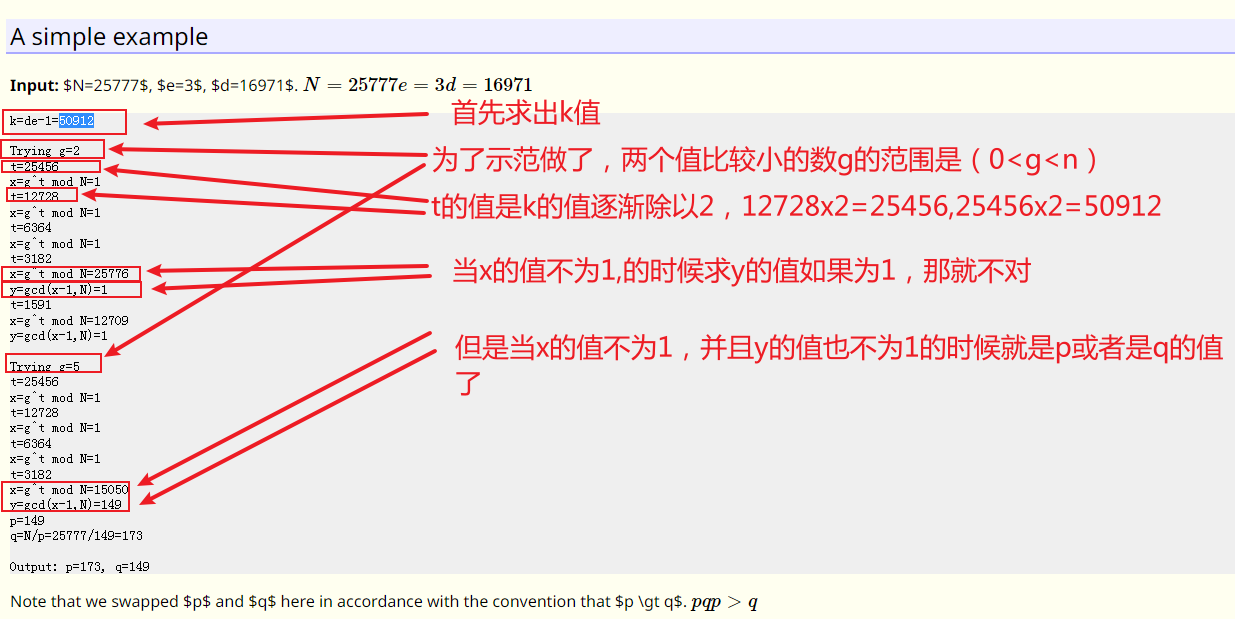 A simple example
Input: $N=25777$, $e=3$, $d=16971$. N = 25777e = 3d = 16971
首先求出k值
k=de-1=50912
为了示范做了，两个值比较小的数g的范围是（0<g<n）
Trying g=2
t=25456
x=g^t mod N=1
t的值是k的值逐渐除以2，12728x2=25456,25456x2=50912
t=12728
x=g^t mod N=1
t=6364
x=g^t mod N=1
t=3182
当x的值不为1,的时候求y的值如果为1，那就不对
x=g^t mod N=25776
y=gcd(x-1,N)=1
t=1591
x=g^t mod N=12709
y=gcd(x-1,N)=1
但是当x的值不为1，并且y的值也不为1的时候就是p或者是q的值
了
Trying g=5
t=25456
x=g^t mod N=1
t=12728
x=g^t mod N=1
t=6364
x=g^t mod N=1
t=3182
x=g^t mod N=15050
y=gcd(x-1,N)=149
p=149
q=N/p=25777/149=173
Output: p=173, q=149
Note that we swapped $p$ and $q$ here in accordance with the convention that $p \gt q$. pqp > q